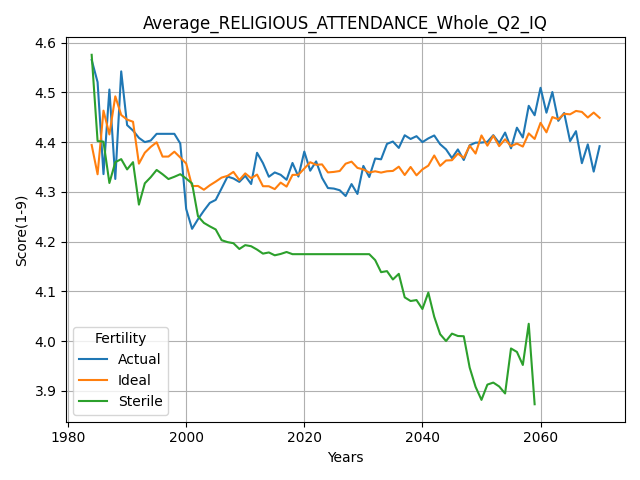 Average_RELIGIOUS_ATTENDANCE_Whole_Q2_IQ
4.6
4.5
4.4
4.3
4.2
4.1
4.0
3.9
Score(1-9)
Fertility
Actual
Ideal
Sterile
1980
2000
2020
2040
2060
Years